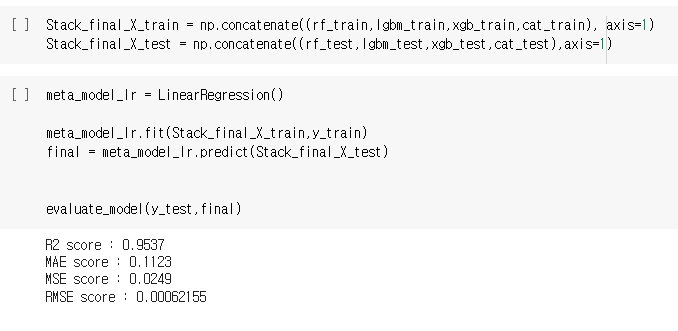 [ ] Stack_final_X_train = np.concatenate((rf_train,lgbm_train,xgb_train,cat_train), axis=1)
Stack_final_X_test = np.concatenate((rf_test,lgbm_test,xgb_test,cat_test),axis=1)
[ ] meta_model_lr = LinearRegression()
meta_model_lr.fit(Stack_final_X_train,y_train)
final = meta_model_lr.predict(Stack_final_X_test)
evaluate_model(y_test,final)
R2 score : 0.9537
MAE score : 0.1123
MSE score : 0.0249
RMSE score : 0.00062155